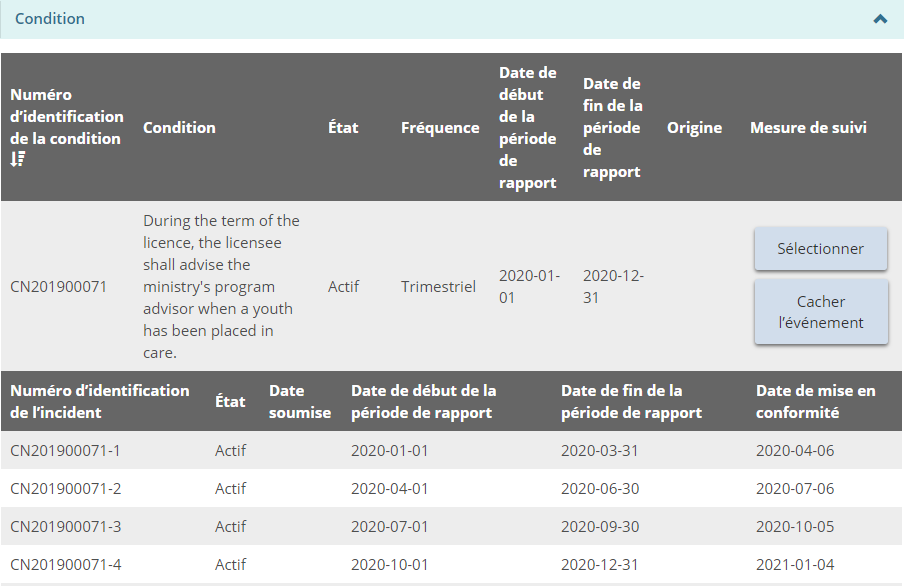 Condition
Numéro
d’identification
de la condition
Condition
État
Fréquence
Date de
début
de la
période
de
rapport
Date de
fin de la
période
de
rapport
Origine
Mesure de suivi
CN201900071
During the term of the
licence, the licensee
shall advise the
ministry's program
advisor when a youth
has been placed in
care.
Actif
Trimestriel
2020-01-
01
2020-12-
31
Sélectionner
Cacher
l’événement
Numéro d’identification
de l’incident
État
Date
soumise
Date de début de la
période de rapport
Date de fin de la
période de rapport
Date de mise en
conformité
CN201900071-1 Actif 2020-01-01 2020-03-31 2020-04-06
CN201900071-2 Actif 2020-04-01 2020-06-30 2020-07-06
CN201900071-3 Actif 2020-07-01 2020-09-30 2020-10-05
CN201900071-4 Actif 2020-10-01 2020-12-31 2021-01-04